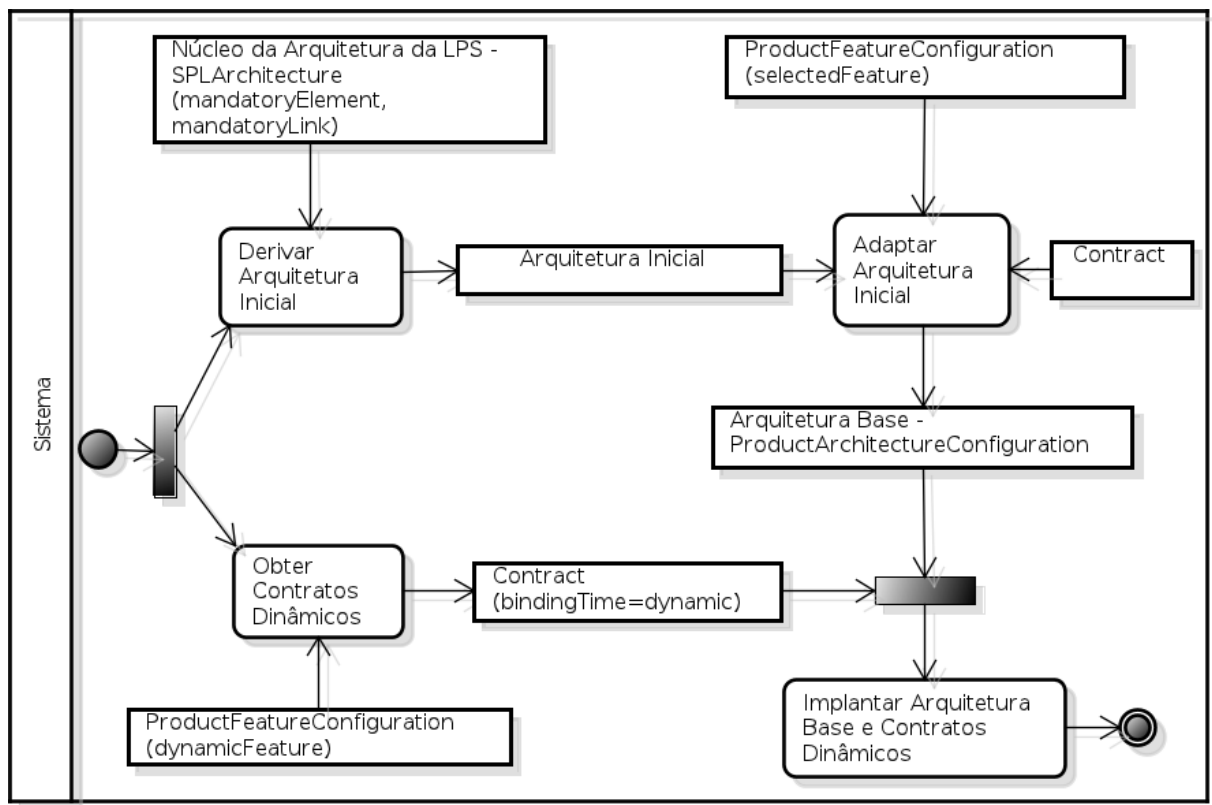 Núcleo da Arquitetura da LPS -
SPLArchitecture
(mandatoryElement,
mandatoryLink)
ProductFeatureConfiguration
(selectedFeature)
Derivar
Arquitetura
Inicial
Arquitetura Inicial
Adaptar
Arquitetura
Inicial
Contract
Sistema
Arquitetura Base -
ProductArchitectureConfiguration
Obter
Contratos
Dinâmicos
Contract
(bindingTime=dynamic)
ProductFeatureConfiguration
(dynamicFeature)
Implantar Arquitetura
Base e Contratos
Dinâmicos